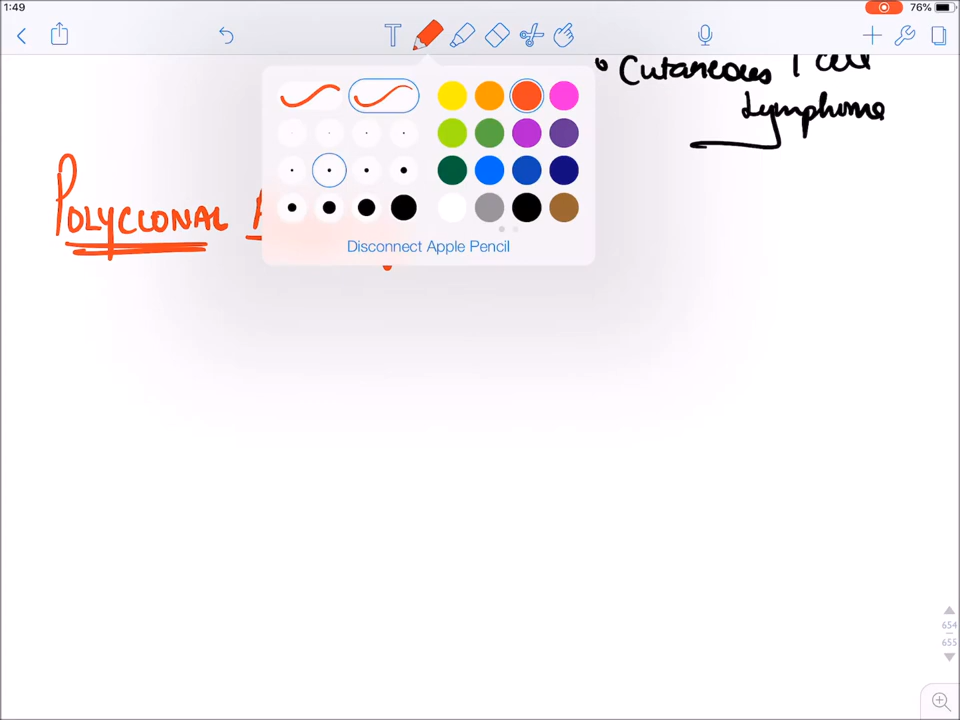 1:49
76%
T
Cutaneous T cell
Lymphoma
POLYCLONAL
Disconnect Apple Pencil
654
655